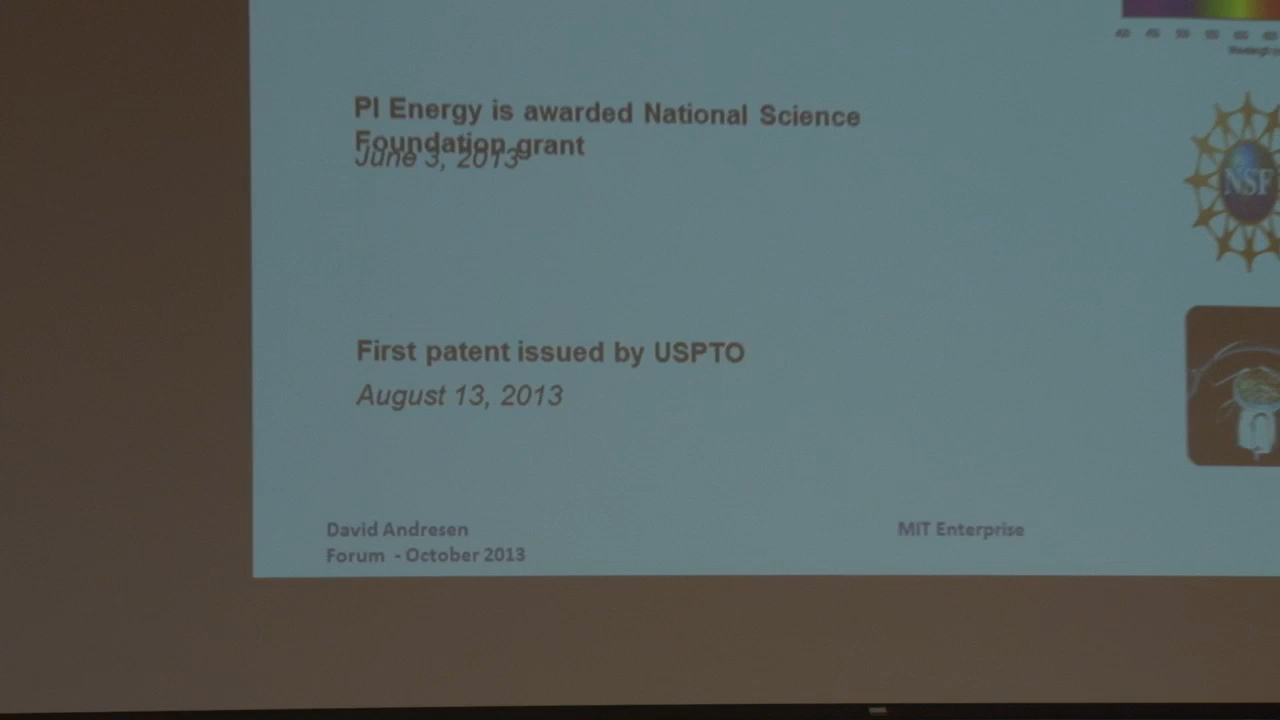 PI Energy is awarded National Science
Foundation grant
June 3, 2013
NSF
First patent issued by USPTO
August 13, 2013
David Andresen
Forum - October 2013
MIT Enterprise